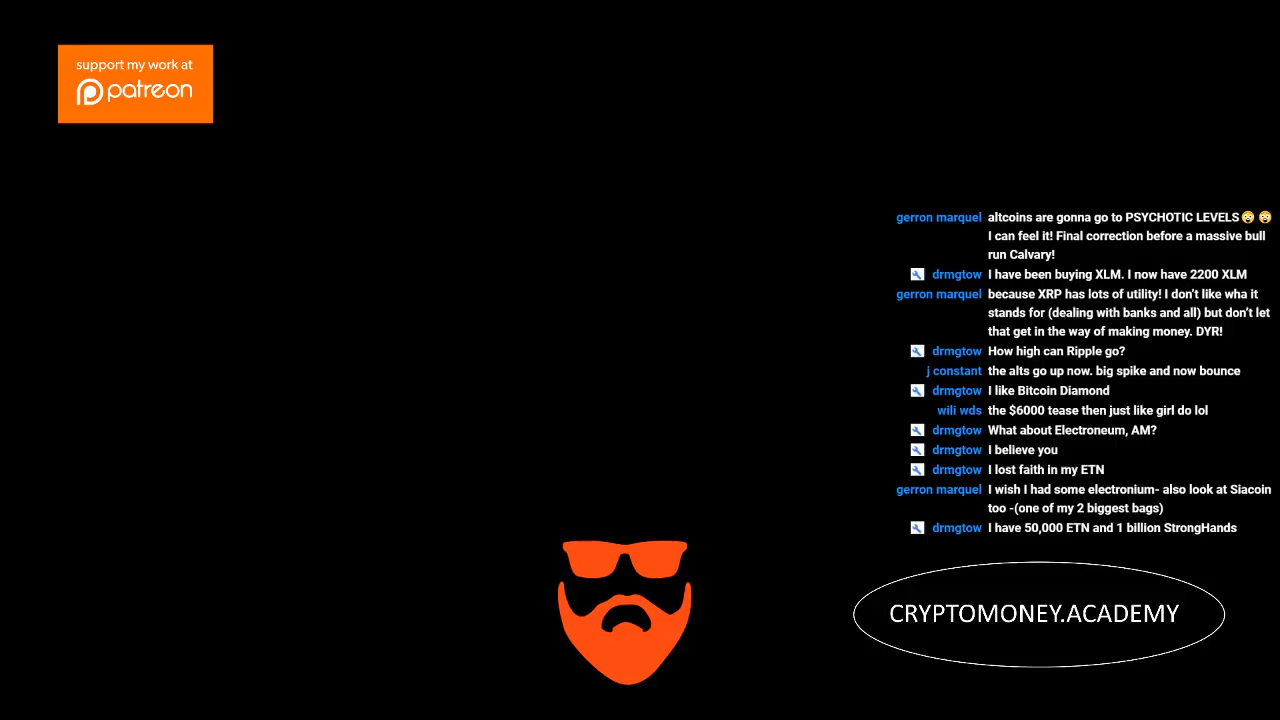 support my work at
patreon
gerron marquel altcoins are gonna go to PSYCHOTIC LEVELS😲😲
I can feel it! Final correction before a massive bull
run Calvary!
drmgtow I have been buying XLM. I now have 2200 XLM
gerron marquel because XRP has lots of utility! I don't like wha it
stands for (dealing with banks and all) but don't let
that get in the way of making money. DYR!
drmgtow How high can Ripple go?
j constant the alts go up now. big spike and now bounce
drmgtow I like Bitcoin Diamond
wili wds the $6000 tease then just like girl do lol
drmgtow What about Electroneum, AM?
drmgtow I believe you
drmgtow I lost faith in my ETN
gerron marquel I wish I had some electronium- also look at Siacoin
too -(one of my 2 biggest bags)
drmgtow I have 50,000 ETN and 1 billion StrongHands
CRYPTOMONEY.ACADEMY